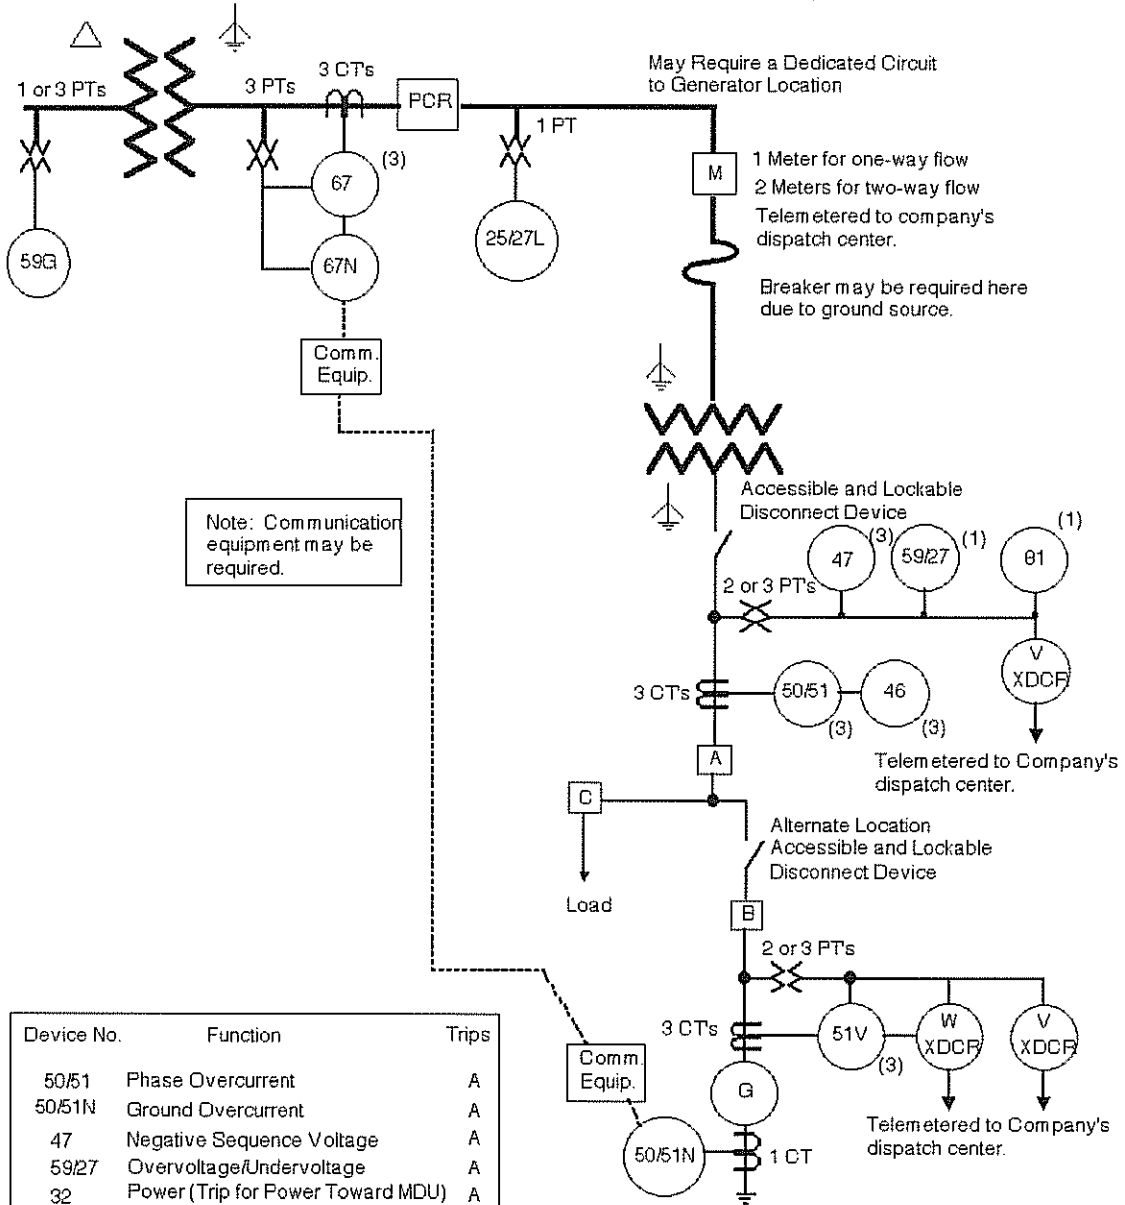 1 or 3 PTs
3 PTs
3 CT's
PCR
1 PT
May Require a Dedicated Circuit
to Generator Location
M
1 Meter for one-way flow
2 Meters for two-way flow
Telemetered to company's
dispatch center.
Breaker may be required here
due to ground source.
59G
67
(3)
67N
25/27L
Comm.
Equip.
Note: Communication
equipment may be
required.
Accessible and Lockable
Disconnect Device
2 or 3 PT's
47
(3)
59/27
(1)
81
(1)
V
XDCR
3 CT's
50/51
(3)
46
(3)
Telemetered to Company's
dispatch center.
A
C
Load
Alternate Location
Accessible and Lockable
Disconnect Device
B
2 or 3 PT's
3 CT's
51V
(3)
W
XDCR
V
XDCR
Telemetered to Company's
dispatch center.
G
Comm.
Equip.
50/51N
1 CT
Device No. Function Trips
50/51 Phase Overcurrent A
50/51N Ground Overcurrent A
47 Negative Sequence Voltage A
59/27 Overvoltage/Undervoltage A
32 Power (Trip for Power Toward MDU) A